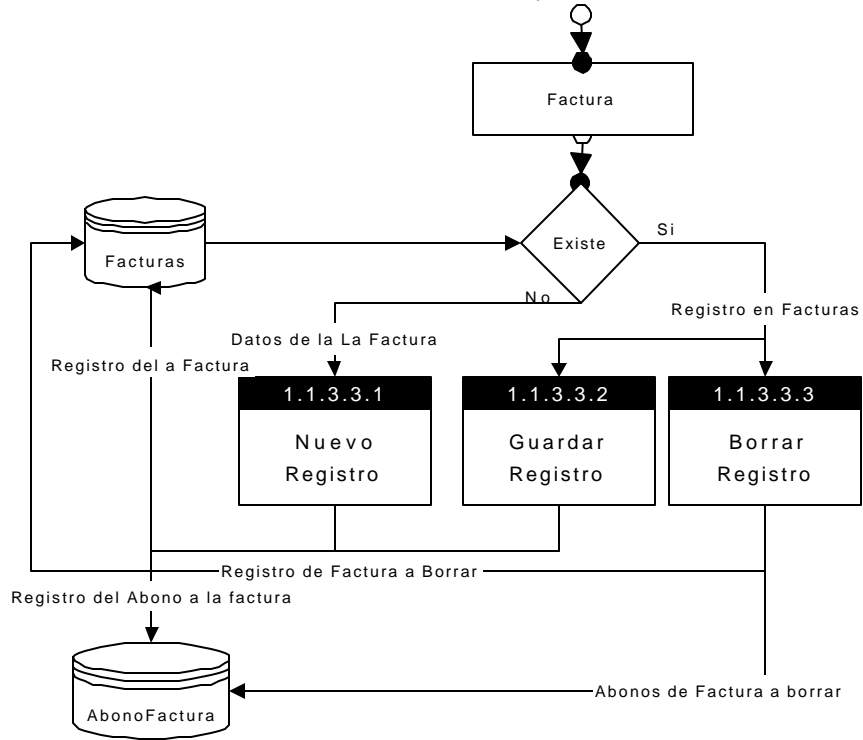 Factura
Existe
Si
Facturas
No
Registro en Facturas
Datos de la La Factura
Registro del a Factura
1.1.3.3.1
Nuevo
Registro
1.1.3.3.2
Guardar
Registro
1.1.3.3.3
Borrar
Registro
Registro de Factura a Borrar
Registro del Abono a la factura
Abonos de Factura a borrar
AbonoFactura